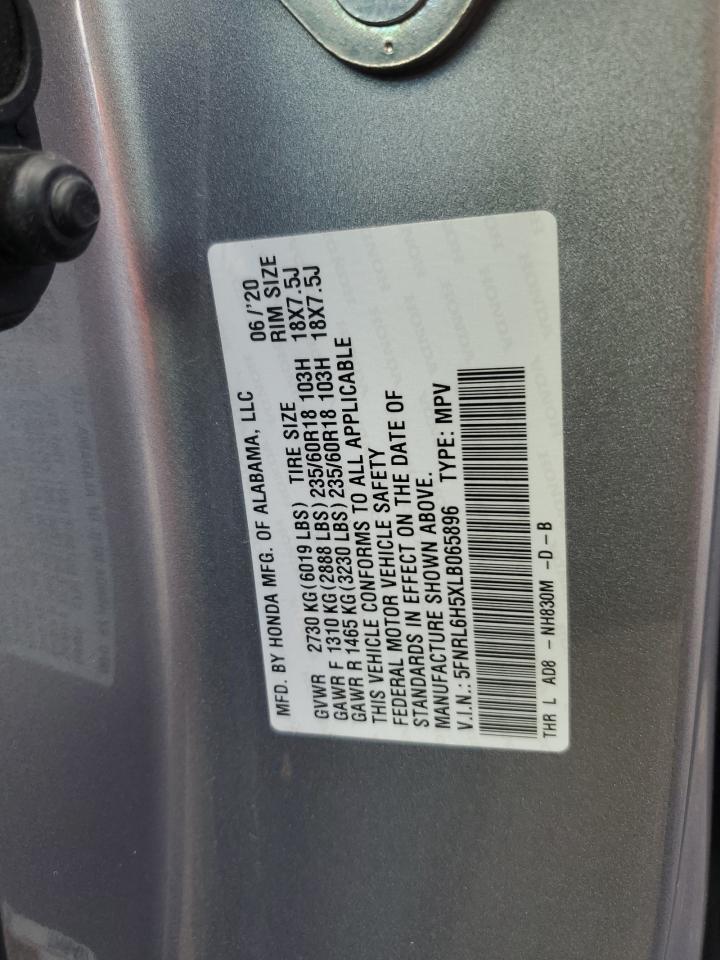 MFD. BY HONDA MFG. OF ALABAMA, LLC 06/'20
GVWR 2730 KG(6019 LBS) TIRE SIZE RIM SIZE
GAWR F 1310 KG(2888 LBS)235/60R18 103H 18X7.5J
GAWR R 1465 KG(3230 LBS)235/60R18 103H 18X7.5J
THIS VEHICLE CONFORMS TO ALL APPLICABLE
FEDERAL MOTOR VEHICLE SAFETY
STANDARDS IN EFFECT ON THE DATE OF
MANUFACTURE SHOWN ABOVE.
V.I.N.: 5FNRL6H5XLB065896 TYPE: MPV
THR L AD8 - NH830M -D-B